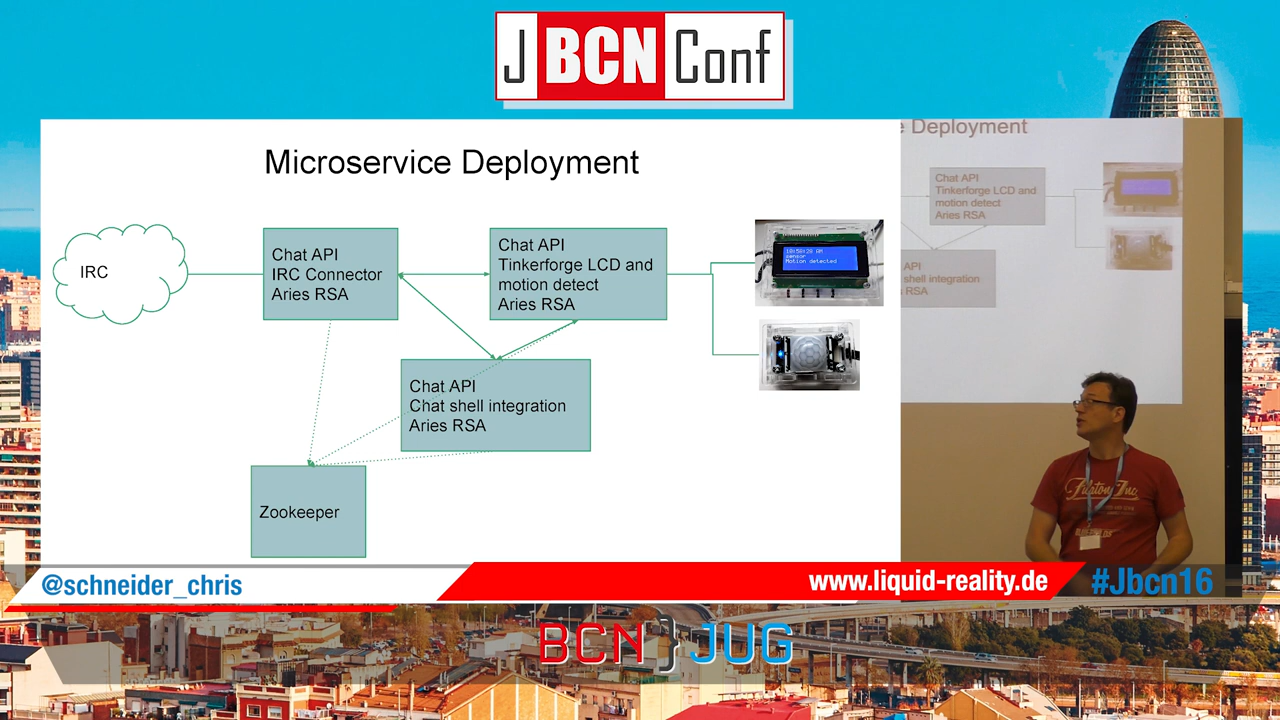 J BCN Conf
Microservice Deployment
IRC
Chat API
IRC Connector
Aries RSA
Chat API
Tinkerforge LCD and
motion detect
Aries RSA
Chat API
Chat shell integration
Aries RSA
Zookeeper
sensor
Motion detected
e Deployment
Chat API
Tinkerforge LCD and
motion detect
Aries RSA
API
shell integration
RSA
@schneider_chris
www.liquid-reality.de
#Jbcn16
BCN JUG